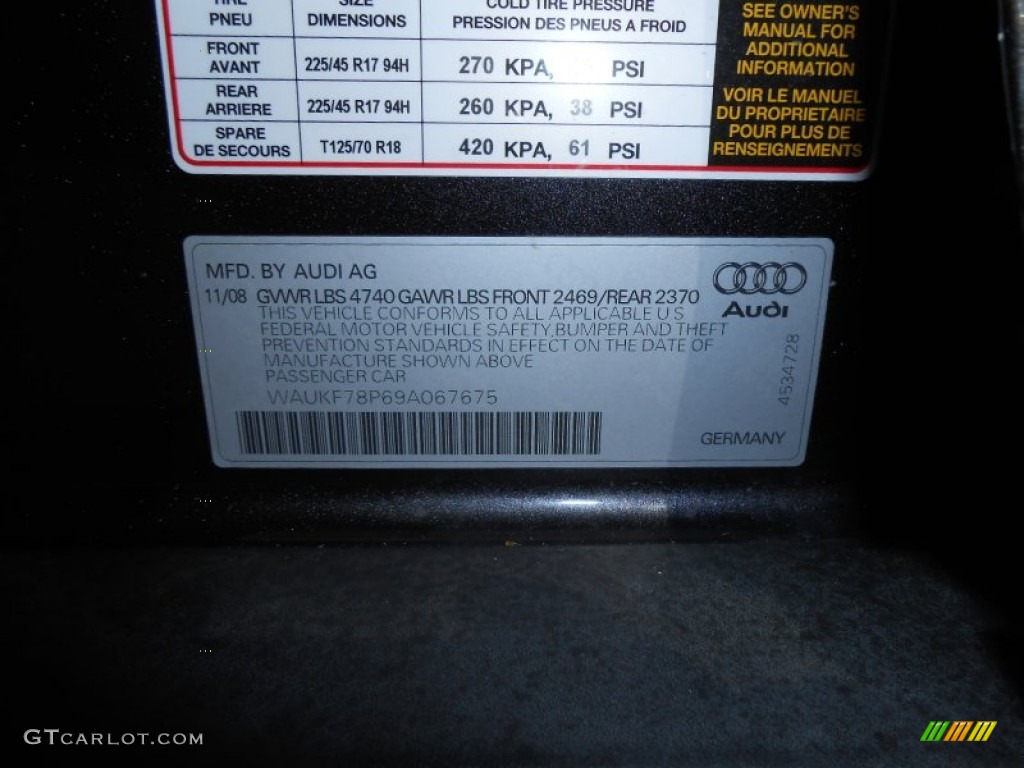 TIRE SIZE COLD TIRE PRESSURE
PNEU DIMENSIONS PRESSION DES PNEUS A FROID
FRONT
AVANT 225/45 R17 94H 270 KPA, PSI
REAR
ARRIERE 225/45 R17 94H 260 KPA, 38 PSI
SPARE
DE SECOURS T125/70 R18 420 KPA, 61 PSI
SEE OWNER'S
MANUAL FOR
ADDITIONAL
INFORMATION
VOIR LE MANUEL
DU PROPRIETAIRE
POUR PLUS DE
RENSEIGNEMENTS
MFD. BY AUDI AG
11/08 GVWR LBS 4740 GAWR LBS FRONT 2469/REAR 2370
THIS VEHICLE CONFORMS TO ALL APPLICABLE U S
FEDERAL MOTOR VEHICLE SAFETY,BUMPER AND THEFT
PREVENTION STANDARDS IN EFFECT ON THE DATE OF
MANUFACTURE SHOWN ABOVE
PASSENGER CAR
WAUKF78P69A067675
Audi
4534728
GERMANY
GTCARLOT.COM